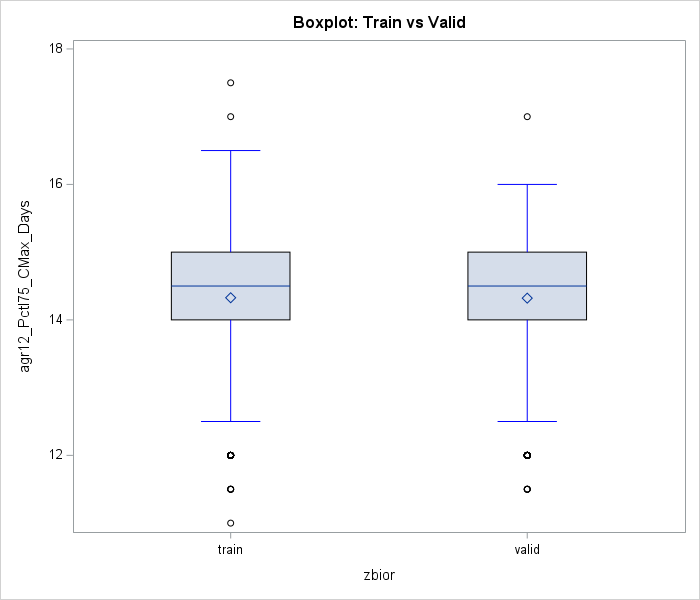 Boxplot: Train vs Valid
18
16
14
12
agr12_Pctl75_CMax_Days
train
valid
zbior